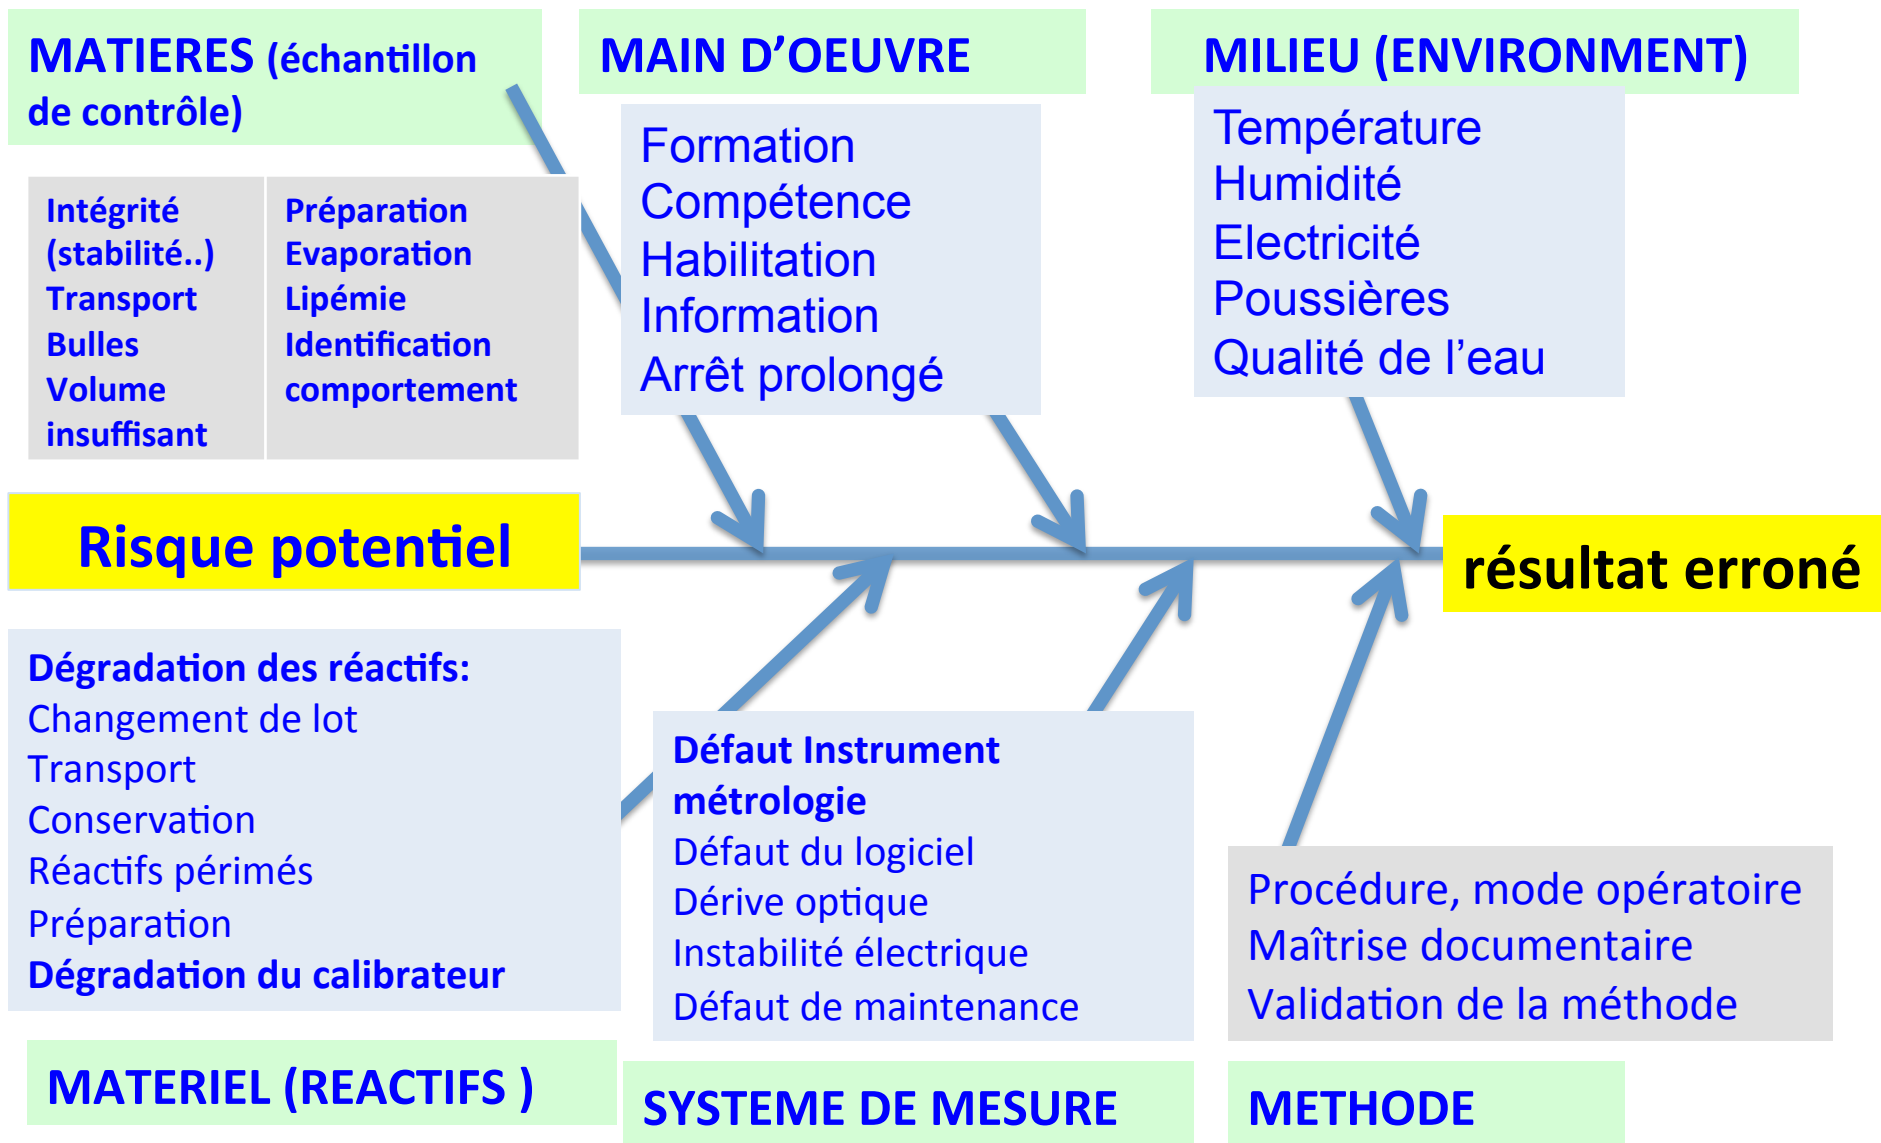 MATIERES (échantillon
de contrôle)
Intégrité
(stabilité..)
Transport
Bulles
Volume
insuffisant
Préparation
Evaporation
Lipémie
Identification
comportement
MAIN D’OEUVRE
Formation
Compétence
Habilitation
Information
Arrêt prolongé
MILIEU (ENVIRONMENT)
Température
Humidité
Electricité
Poussières
Qualité de l’eau
Risque potentiel
résultat erroné
Dégradation des réactifs:
Changement de lot
Transport
Conservation
Réactifs périmés
Préparation
Dégradation du calibrateur
MATERIEL (REACTIFS )
Défaut Instrument
métrologie
Défaut du logiciel
Dérive optique
Instabilité électrique
Défaut de maintenance
SYSTEME DE MESURE
Procédure, mode opératoire
Maîtrise documentaire
Validation de la méthode
METHODE